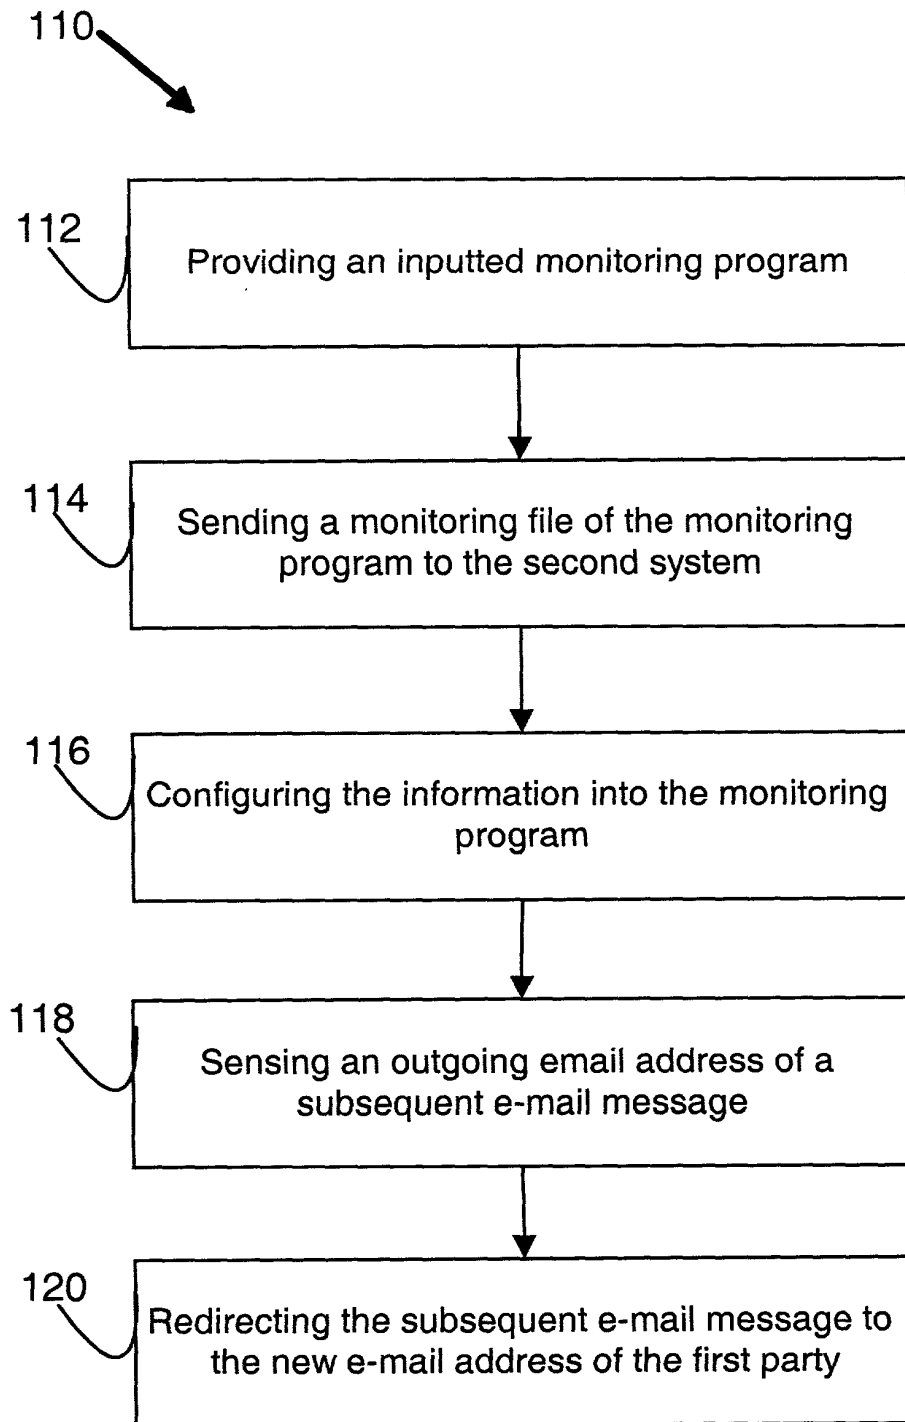 110
112
Providing an inputted monitoring program
114
Sending a monitoring file of the monitoring
program to the second system
116
Configuring the information into the monitoring
program
118
Sensing an outgoing email address of a
subsequent e-mail message
120
Redirecting the subsequent e-mail message to
the new e-mail address of the first party